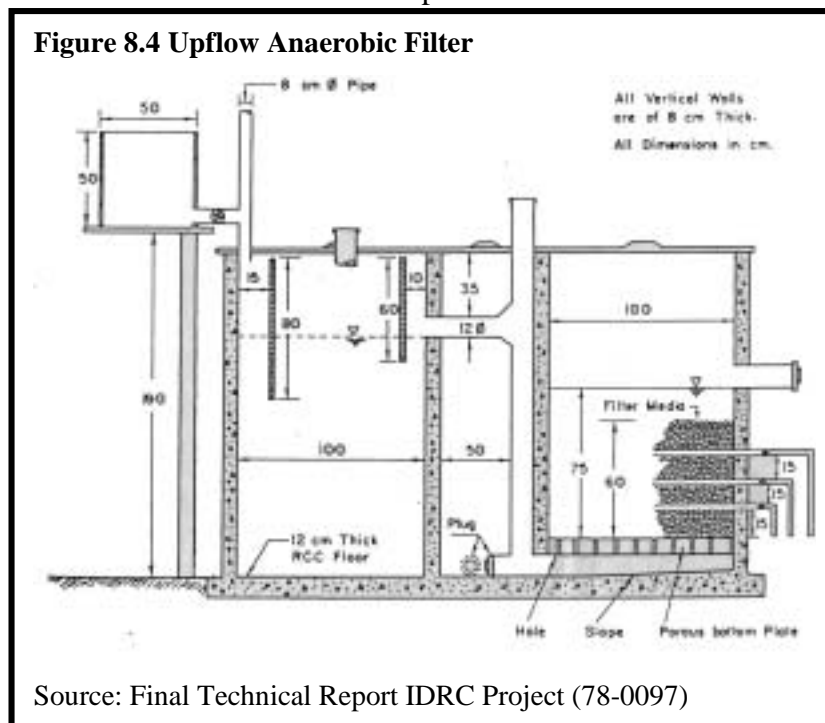 Figure 8.4 Upflow Anaerobic Filter
8 cm Ø Pipe
All Vertical Walls
are of 8 cm Thick.
All Dimensions in cm.
50
50
15
10
35
60
80
12 Ø
100
Filter Media
100
50
75
60
15
15
15
Plug
12 cm Thick
RCC Floor
Hole
Slope
Porous bottom Plate
Source: Final Technical Report IDRC Project (78-0097)